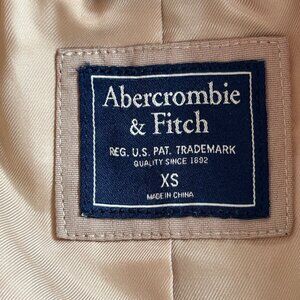 Abercrombie
& Fitch
REG. U.S. PAT. TRADEMARK
QUALITY SINCE 1892
XS
MADE IN CHINA